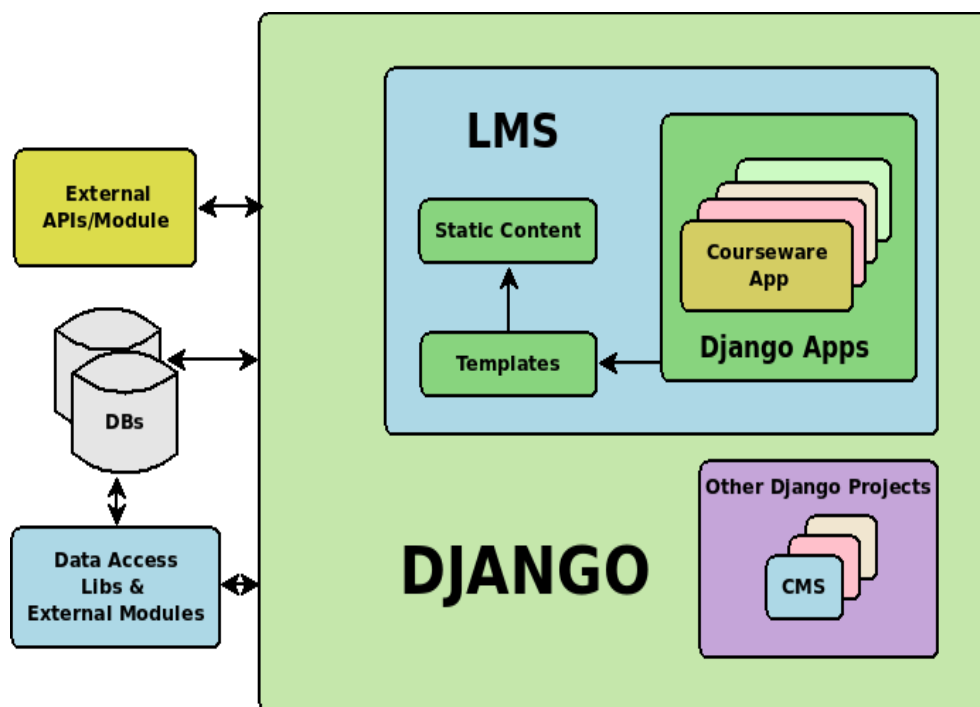 LMS
External
APIs/Module
Static Content
Courseware
App
Templates
Django Apps
DBs
Other Django Projects
Data Access
Libs &
External Modules
DJANGO
CMS